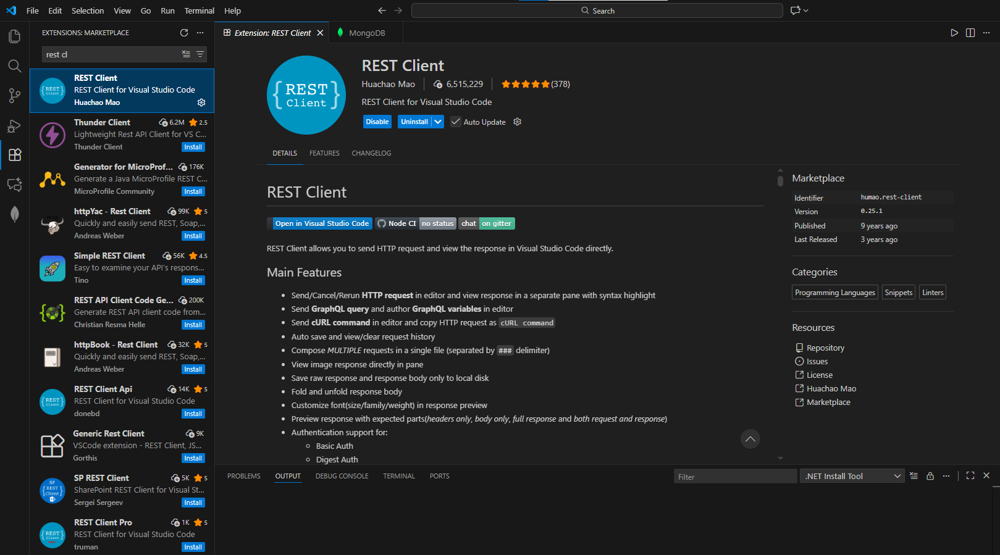 File Edit Selection View Go Run Terminal Help
Search
EXTENSIONS: MARKETPLACE
rest cl
REST Client
REST Client for Visual Studio Code
Huachao Mao
Thunder Client 6.2M 2.5
Lightweight Rest API Client for VS C...
Thunder Client Install
Generator for MicroProf... 176K
Generate a Java MicroProfile REST C...
MicroProfile Community Install
httpYac - Rest Client 99K 5
Quickly and easily send REST, Soap,...
Andreas Weber Install
Simple REST Client 56K 4.5
Easy to examine your API's respons...
Tino Install
REST API Client Code Ge... 200K
Generate REST API client code from...
Christian Resma Helle Install
httpBook - Rest Client 32K 5
Quickly and easily send REST, Soap,...
Andreas Weber Install
REST Client Api 14K 5
REST Client for Visual Studio Code
donebd Install
Generic Rest Client 9K
VSCode extension - REST Client, JS...
Gorthis Install
SP REST Client 5K 5
SharePoint REST Client for Visual St...
Sergei Sergeev Install
REST Client Pro 1K 5
REST Client for Visual Studio Code
truman Install
Extension: REST Client MongoDB
{REST
Client}
REST Client
Huachao Mao 6,515,229 (378)
REST Client for Visual Studio Code
Disable Uninstall Auto Update
DETAILS FEATURES CHANGELOG
REST Client
Open in Visual Studio Code Node CI no status chat on gitter
REST Client allows you to send HTTP request and view the response in Visual Studio Code directly.
Main Features
• Send/Cancel/Rerun HTTP request in editor and view response in a separate pane with syntax highlight
• Send GraphQL query and author GraphQL variables in editor
• Send cURL command in editor and copy HTTP request as cURL command
• Auto save and view/clear request history
• Compose MULTIPLE requests in a single file (separated by ### delimiter)
• View image response directly in pane
• Save raw response and response body only to local disk
• Fold and unfold response body
• Customize font(size/family/weight) in response preview
• Preview response with expected parts(headers only, body only, full response and both request and response)
• Authentication support for:
○ Basic Auth
○ Digest Auth
Marketplace
Identifier humao.rest-client
Version 0.25.1
Published 9 years ago
Last Released 3 years ago
Categories
Programming Languages Snippets Linters
Resources
Repository
Issues
License
Huachao Mao
Marketplace
PROBLEMS OUTPUT DEBUG CONSOLE TERMINAL PORTS
Filter .NET Install Tool